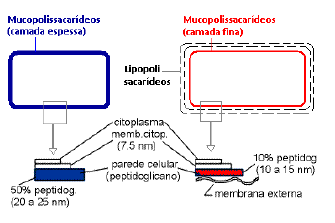 Mucopolissacarídeos
(camada espessa)
Mucopolissacarídeos
(camada fina)
Lipopoli
sacarídeos
citoplasma
memb.citop.
(7.5 nm)
parede celular
(peptidoglicano)
50% peptidog.
(20 a 25 nm)
10% peptidog
(10 a 15 nm)
membrana externa